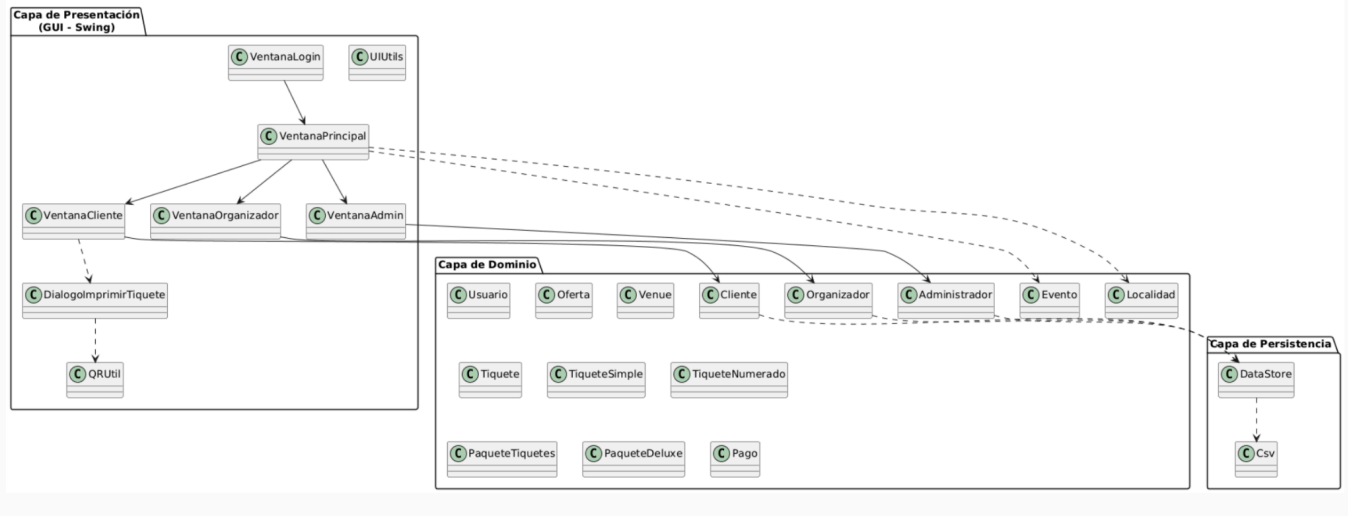 Capa de Presentación
(GUI - Swing)
C VentanaLogin
C UIUtils
C VentanaPrincipal
C VentanaCliente
C VentanaOrganizador
C VentanaAdmin
C DialogoImprimirTiquete
C QRUtil
Capa de Dominio
C Usuario
C Oferta
C Venue
C Cliente
C Organizador
C Administrador
C Evento
C Localidad
C Tiquete
C TiqueteSimple
C TiqueteNumerado
C PaqueteTiquetes
C PaqueteDeluxe
C Pago
Capa de Persistencia
C DataStore
C Csv